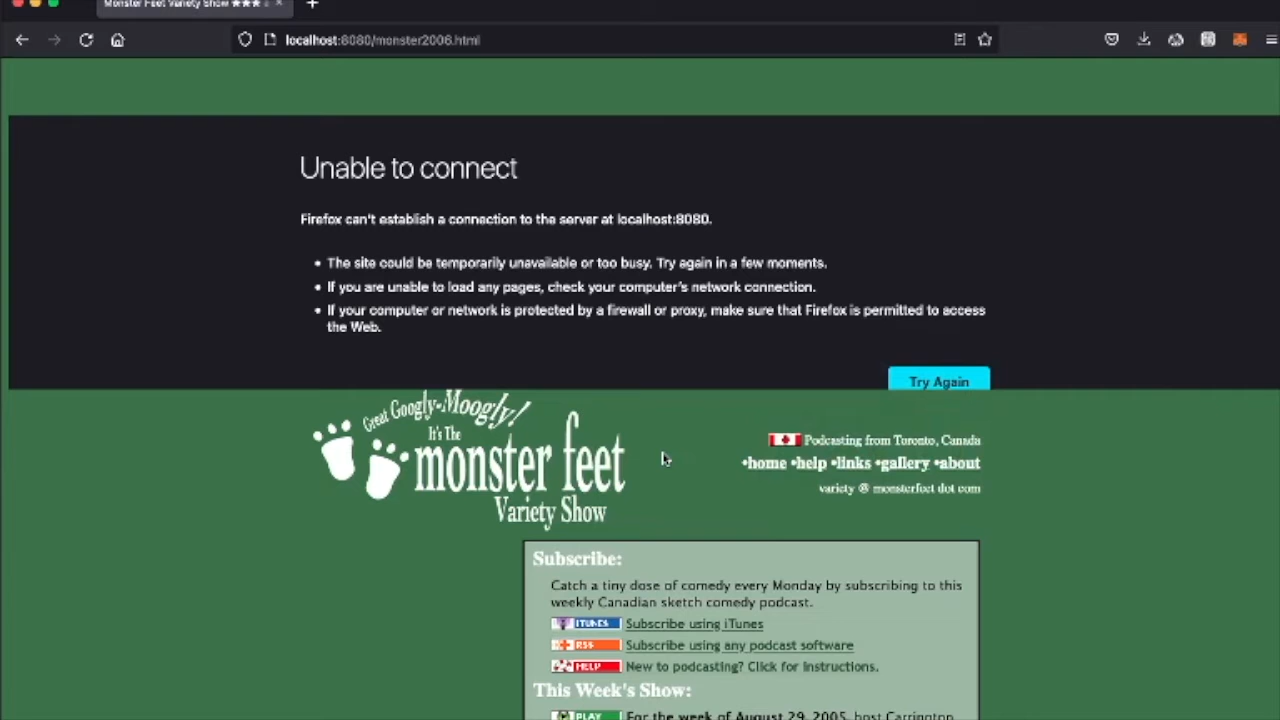 Monster Feet Variety Show ★★★
localhost:8080/monster2006.html
Unable to connect
Firefox can't establish a connection to the server at localhost:8080.
• The site could be temporarily unavailable or too busy. Try again in a few moments.
• If you are unable to load any pages, check your computer's network connection.
• If your computer or network is protected by a firewall or proxy, make sure that Firefox is permitted to access
the Web.
Try Again
Great Googly-Moogly!
It's The
monster feet
Variety Show
Podcasting from Toronto, Canada
•home •help •links •gallery •about
variety @ monsterfeet dot com
Subscribe:
Catch a tiny dose of comedy every Monday by subscribing to this
weekly Canadian sketch comedy podcast.
ITUNES Subscribe using iTunes
RSS Subscribe using any podcast software
HELP New to podcasting? Click for instructions.
This Week's Show:
PLAY For the week of August 29, 2005, host Carrington